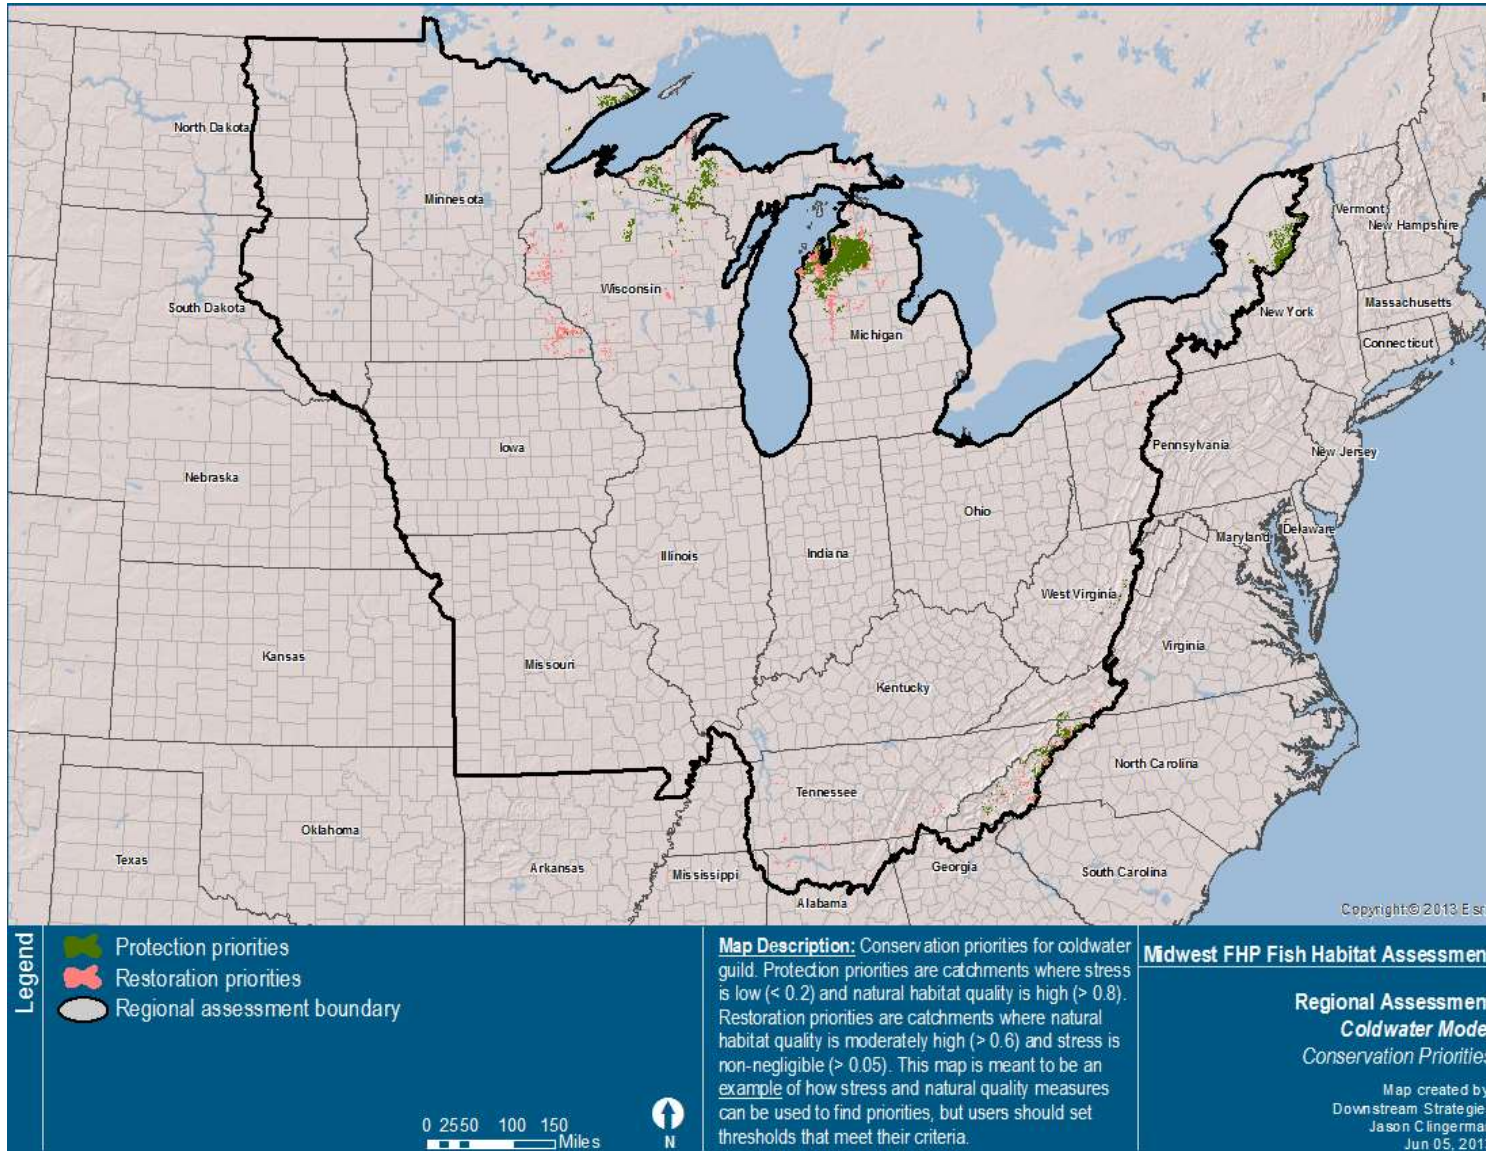 North Dakota
Minnesota
Vermont
New Hampshire
South Dakota
Wisconsin
Michigan
New York
Massachusetts
Connecticut
Iowa
Pennsylvania
New Jersey
Nebraska
Ohio
Illinois
Indiana
Maryland
Delaware
West Virginia
Kansas
Missouri
Virginia
Kentucky
North Carolina
Tennessee
Oklahoma
Texas
Arkansas
Mississippi
Georgia
South Carolina
Alabama
Copyright:© 2013 Esr
Legend
Protection priorities
Restoration priorities
Regional assessment boundary
0 25 50 100 150
Miles
N
Map Description: Conservation priorities for coldwater
guild. Protection priorities are catchments where stress
is low (< 0.2) and natural habitat quality is high (> 0.8).
Restoration priorities are catchments where natural
habitat quality is moderately high (> 0.6) and stress is
non-negligible (> 0.05). This map is meant to be an
example of how stress and natural quality measures
can be used to find priorities, but users should set
thresholds that meet their criteria.
Midwest FHP Fish Habitat Assessmen
Regional Assessmen
Coldwater Mode
Conservation Priorities
Map created by
Downstream Strategie
Jason Clingerma
Jun 05, 201